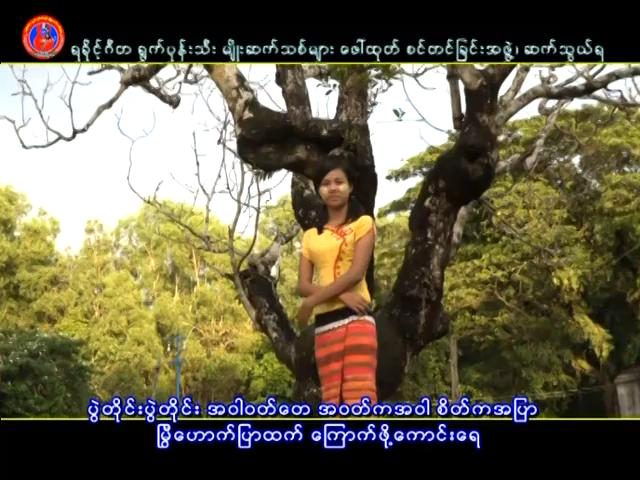 ရခိုင့်ဂီတ ရွက်ပုန်းသီး မျိုးဆက်သစ်များ ဖေါ်ထုတ် စင်တင်ခြင်းအဖွဲ့၊ ဆက်သွယ်ရ
ပွဲတိုင်းပွဲတိုင်း အဝါဝတ်တေ အဝတ်ကအဝါ စိတ်ကအပြာ
မြွီဟောက်ပြာထက် ကြောက်ဖို့ကောင်းရေ